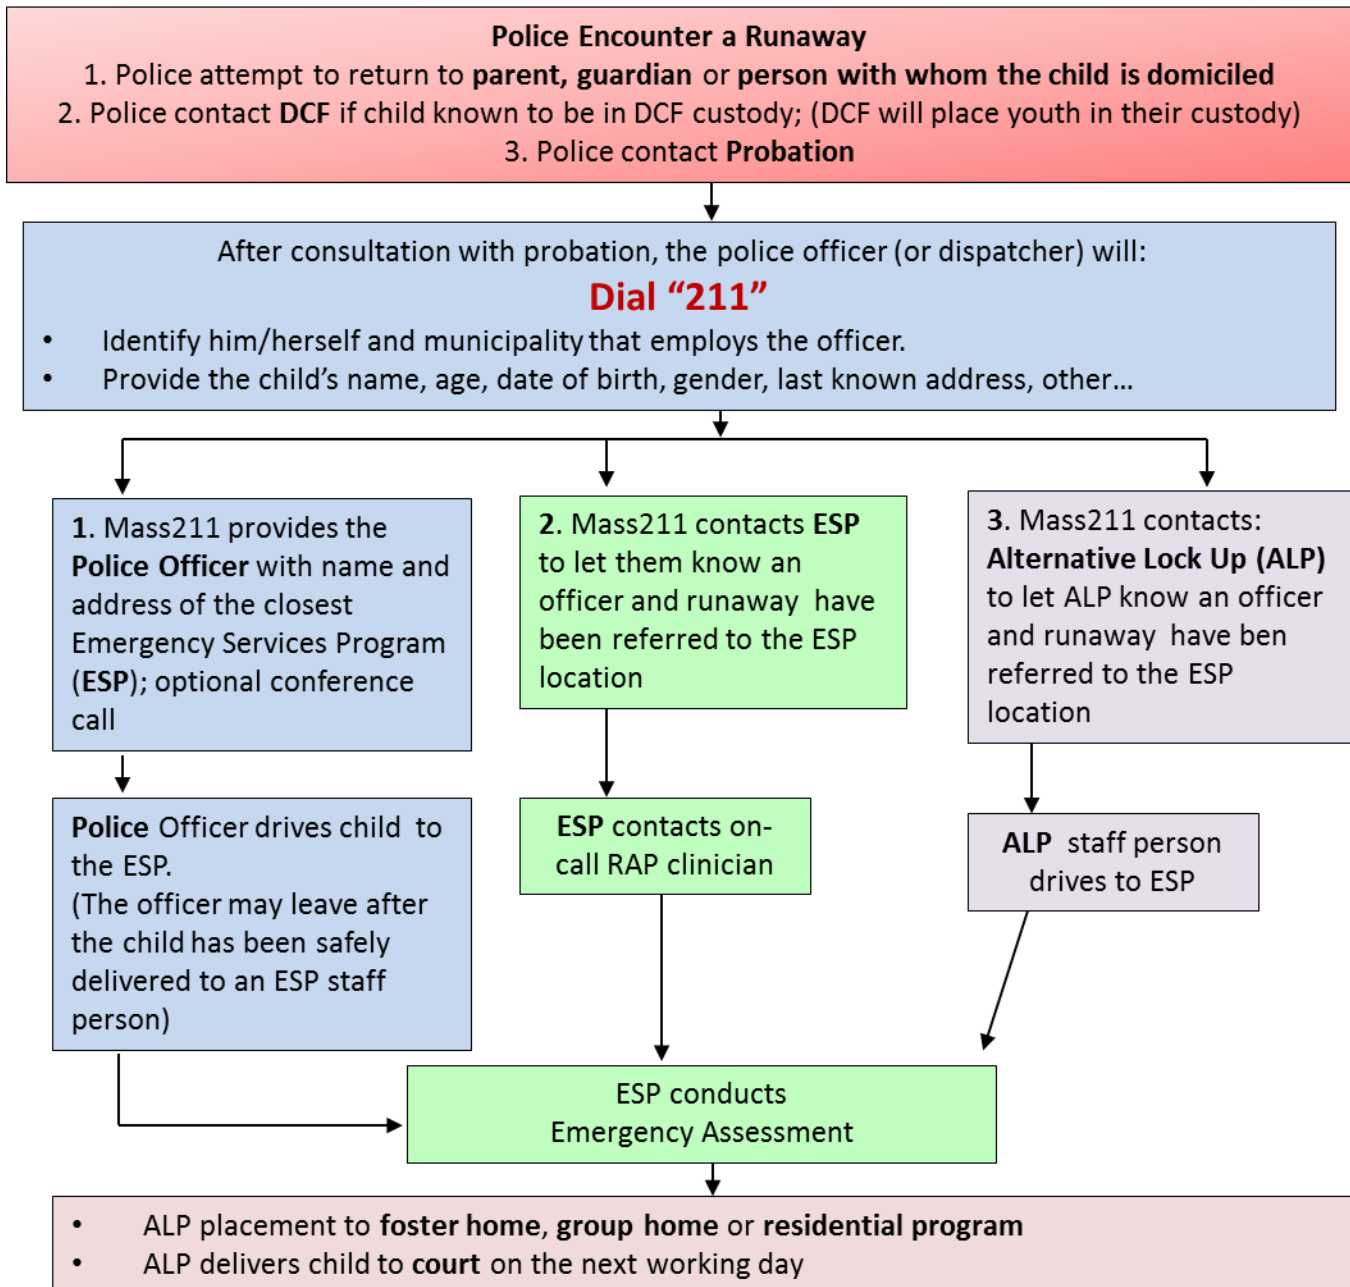 Police Encounter a Runaway
1. Police attempt to return to parent, guardian or person with whom the child is domiciled
2. Police contact DCF if child known to be in DCF custody; (DCF will place youth in their custody)
3. Police contact Probation
After consultation with probation, the police officer (or dispatcher) will:
Dial “211”
• Identify him/herself and municipality that employs the officer.
• Provide the child’s name, age, date of birth, gender, last known address, other…
1. Mass211 provides the
Police Officer with name and
address of the closest
Emergency Services Program
(ESP); optional conference
call
2. Mass211 contacts ESP
to let them know an
officer and runaway have
been referred to the ESP
location
3. Mass211 contacts:
Alternative Lock Up (ALP)
to let ALP know an officer
and runaway have ben
referred to the ESP
location
Police Officer drives child to
the ESP.
(The officer may leave after
the child has been safely
delivered to an ESP staff
person)
ESP contacts on-
call RAP clinician
ALP staff person
drives to ESP
ESP conducts
Emergency Assessment
• ALP placement to foster home, group home or residential program
• ALP delivers child to court on the next working day